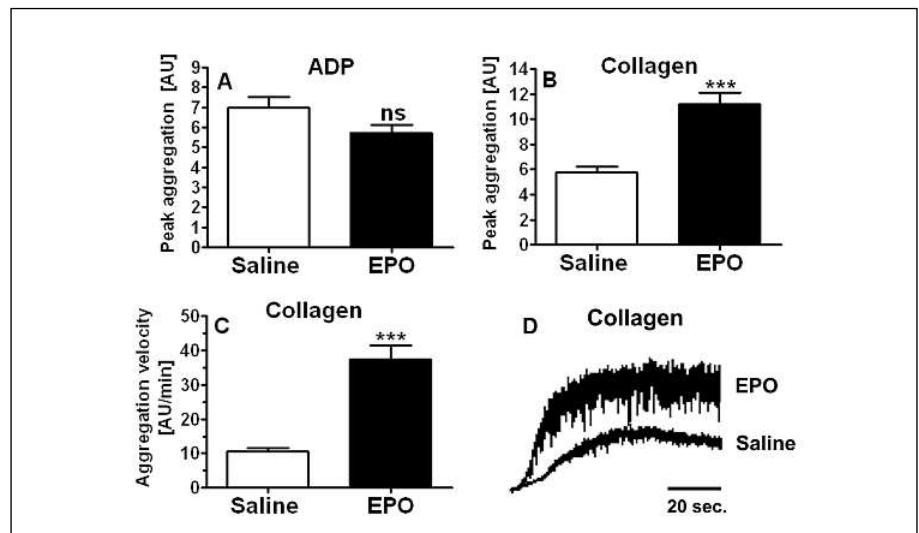 A
ADP
Peak aggregation [AU]
9
8
7
6
5
4
3
2
1
0
ns
Saline EPO
B
Collagen
Peak aggregation [AU]
14
12
10
8
6
4
2
0
***
Saline EPO
C
Collagen
Aggregation velocity
[AU/min]
50
40
30
20
10
0
***
Saline EPO
D
Collagen
EPO
Saline
20 sec.